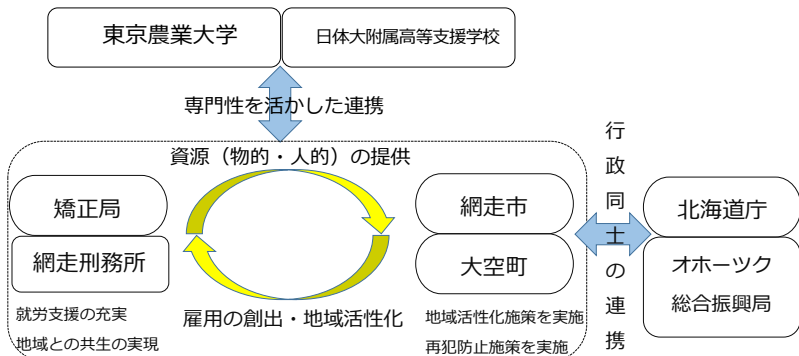 東京農業大学
日体大附属高等支援学校
専門性を活かした連携
資源（物的・人的）の提供
矯正局
網走刑務所
就労支援の充実
地域との共生の実現
雇用の創出・地域活性化
網走市
大空町
地域活性化施策を実施
再犯防止施策を実施
行政同士の連携
北海道庁
オホーツク
総合振興局